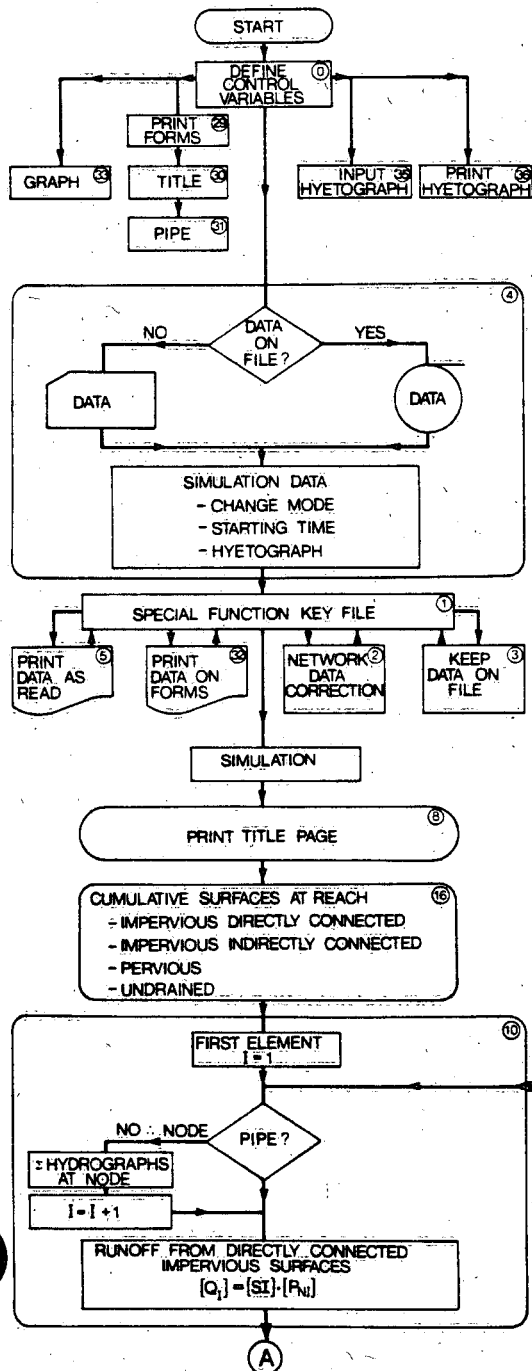 START
DEFINE 0
CONTROL
VARIABLES
PRINT 29
FORMS
GRAPH 33
TITLE 30
INPUT 35
HYETOGRAPH
PRINT 36
HYETOGRAPH
PIPE 31
4
NO
DATA
ON
FILE?
YES
DATA
DATA
SIMULATION DATA
- CHANGE MODE
- STARTING TIME
- HYETOGRAPH
SPECIAL FUNCTION KEY FILE 1
PRINT 5
DATA AS
READ
PRINT 32
DATA ON
FORMS
NETWORK 2
DATA
CORRECTION
KEEP 3
DATA ON
FILE
SIMULATION
PRINT TITLE PAGE 8
CUMULATIVE SURFACES AT REACH 16
- IMPERVIOUS DIRECTLY CONNECTED
- IMPERVIOUS INDIRECTLY CONNECTED
- PERVIOUS
- UNDRAINED
10
FIRST ELEMENT
I = 1
NO ∴ NODE
PIPE?
Σ HYDROGRAPHS
AT NODE
I = I + 1
RUNOFF FROM DIRECTLY CONNECTED
IMPERVIOUS SURFACES
[Q_I] = [SI]·[P_NI]
A